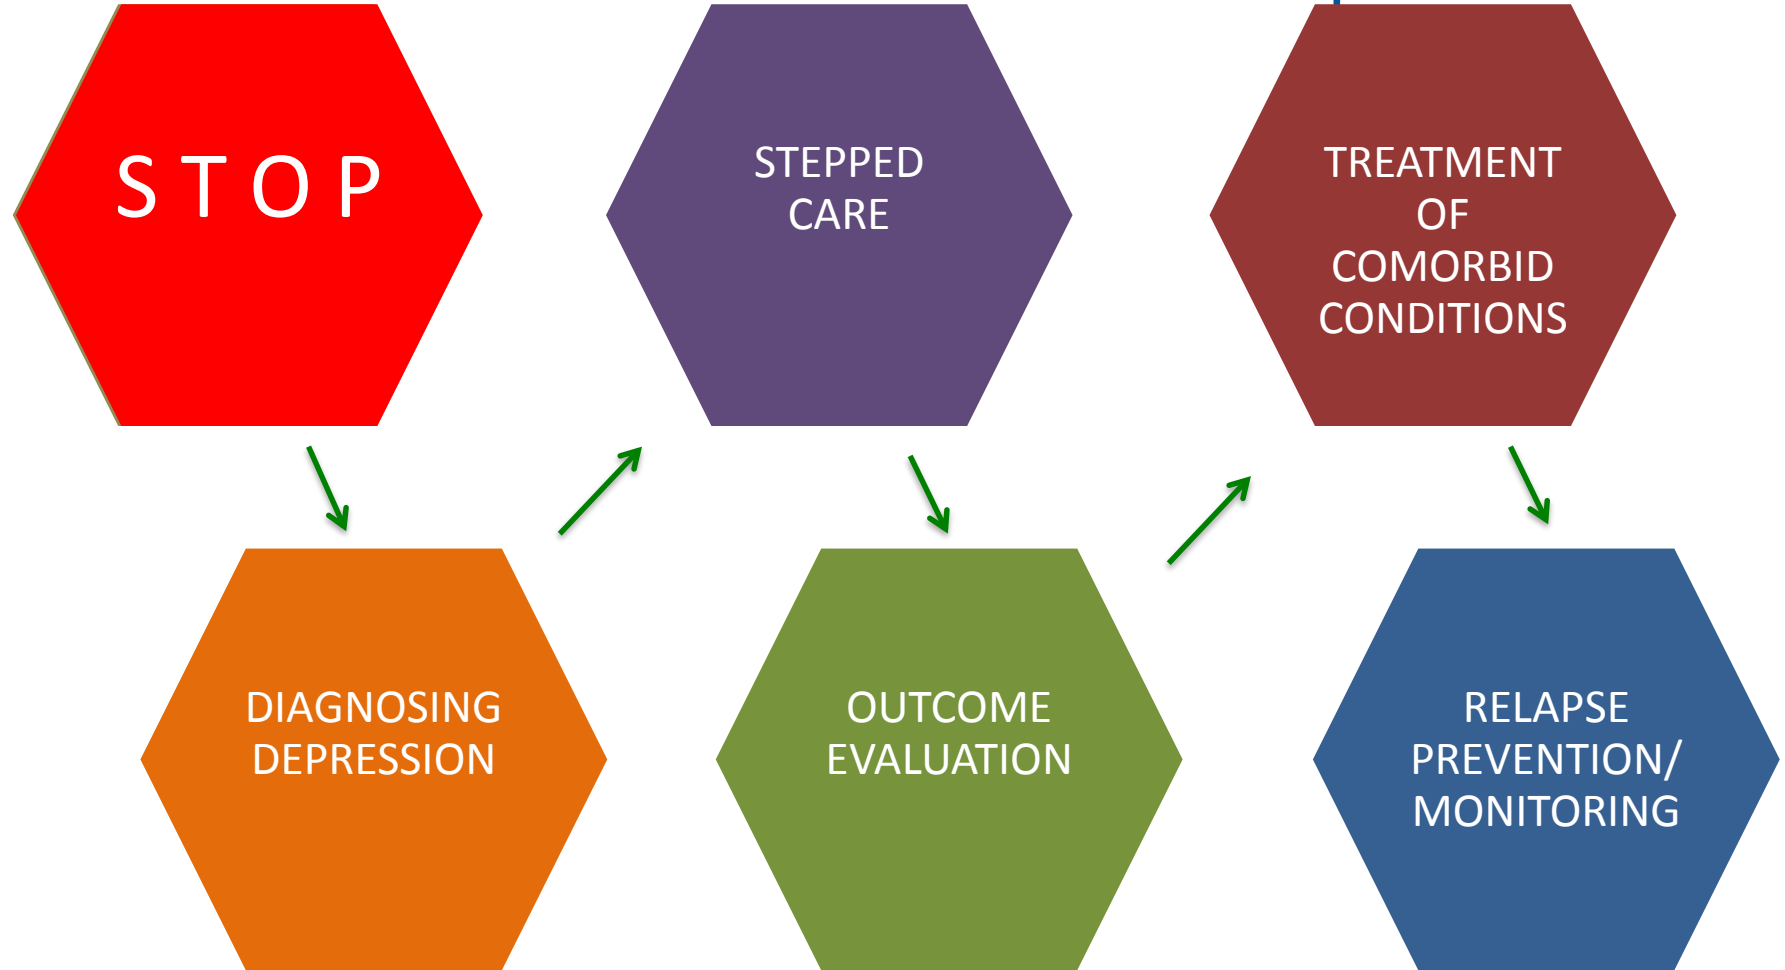 S T O P
DIAGNOSING
DEPRESSION
STEPPED
CARE
OUTCOME
EVALUATION
TREATMENT
OF
COMORBID
CONDITIONS
RELAPSE
PREVENTION/
MONITORING